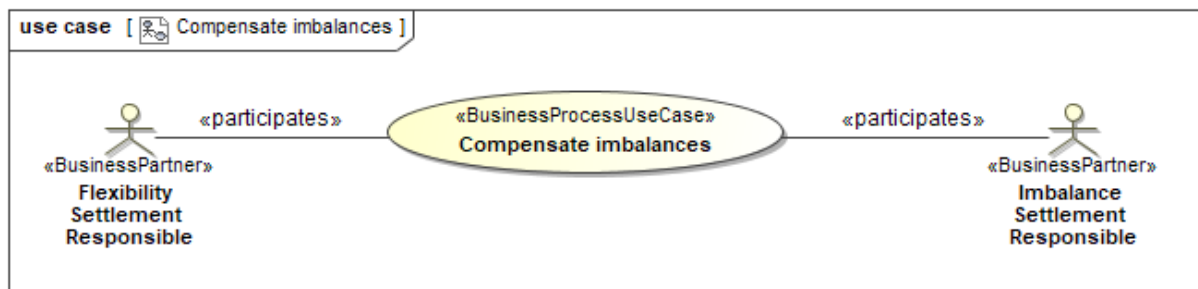 use case [ Compensate imbalances ]
«participates»
«BusinessProcessUseCase»
«participates»
Compensate imbalances
«BusinessPartner»
Flexibility
Settlement
Responsible
«BusinessPartner»
Imbalance
Settlement
Responsible